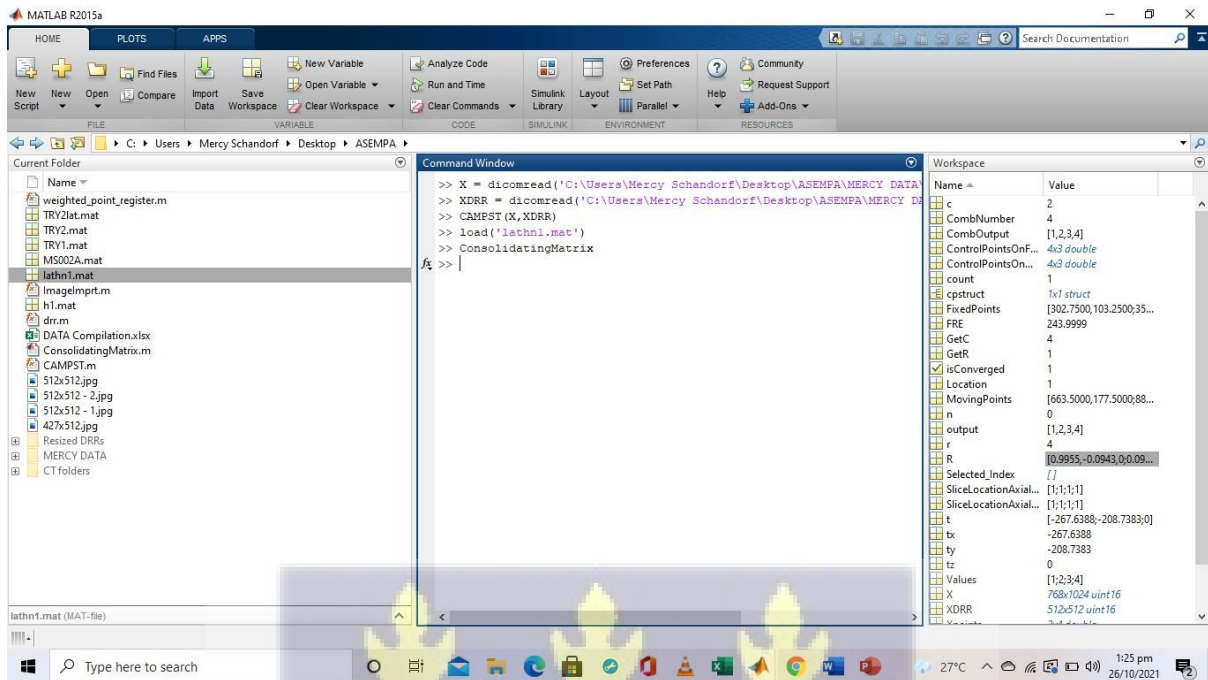 MATLAB R2015a
HOME PLOTS APPS
Search Documentation
New Script
New
Open
Find Files
Compare
Import Data
Save Workspace
New Variable
Open Variable
Clear Workspace
Analyze Code
Run and Time
Clear Commands
Simulink Library
Layout
Preferences
Set Path
Parallel
Help
Community
Request Support
Add-Ons
FILE VARIABLE CODE SIMULINK ENVIRONMENT RESOURCES
C: Users Mercy Schandorf Desktop ASEMPA
Current Folder
Name
weighted_point_register.m
TRY2lat.mat
TRY2.mat
TRY1.mat
MS002A.mat
lathn1.mat
ImageImprt.m
h1.mat
drr.m
DATA Compilation.xlsx
ConsolidatingMatrix.m
CAMPST.m
512x512.jpg
512x512 - 2.jpg
512x512 - 1.jpg
427x512.jpg
Resized DRRs
MERCY DATA
CT folders
lathn1.mat (MAT-file)
Command Window
>> X = dicomread('C:\Users\Mercy Schandorf\Desktop\ASEMPA\MERCY DATA\
>> XDRR = dicomread('C:\Users\Mercy Schandorf\Desktop\ASEMPA\MERCY DA
>> CAMPST(X,XDRR)
>> load('lathn1.mat')
>> ConsolidatingMatrix
fx >>
Workspace
Name Value
c 2
CombNumber 4
CombOutput [1,2,3,4]
ControlPointsOnF... 4x3 double
ControlPointsOn... 4x3 double
count 1
cpstruct 1x1 struct
FixedPoints [302.7500,103.2500;35...
FRE 243.9999
GetC 4
GetR 1
isConverged 1
Location 1
MovingPoints [663.5000,177.5000;88...
n 0
output [1,2,3,4]
r 4
R [0.9955,-0.0943,0;0.09...
Selected_Index []
SliceLocationAxial... [1;1;1;1]
SliceLocationAxial... [1;1;1;1]
t [-267.6388;-208.7383;0]
tx -267.6388
ty -208.7383
tz 0
Values [1;2;3;4]
X 768x1024 uint16
XDRR 512x512 uint16
Type here to search
27°C
1:25 pm
26/10/2021
2